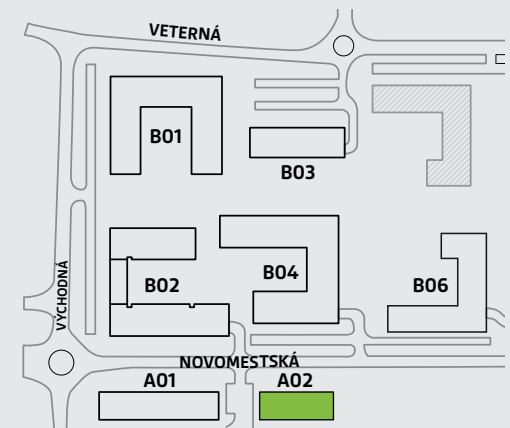 VETERNÁ
B01
B03
VÝCHODNÁ
B02
B04
B06
NOVOMESTSKÁ
A01
A02